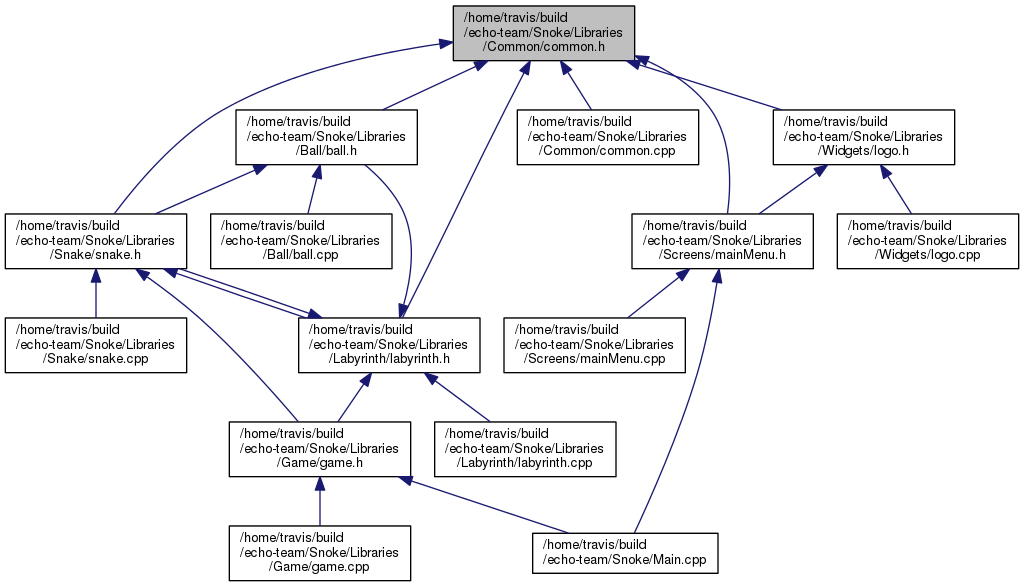 /home/travis/build
/echo-team/Snoke/Libraries
/Common/common.h
/home/travis/build
/echo-team/Snoke/Libraries
/Ball/ball.h
/home/travis/build
/echo-team/Snoke/Libraries
/Common/common.cpp
/home/travis/build
/echo-team/Snoke/Libraries
/Widgets/logo.h
/home/travis/build
/echo-team/Snoke/Libraries
/Snake/snake.h
/home/travis/build
/echo-team/Snoke/Libraries
/Ball/ball.cpp
/home/travis/build
/echo-team/Snoke/Libraries
/Screens/mainMenu.h
/home/travis/build
/echo-team/Snoke/Libraries
/Widgets/logo.cpp
/home/travis/build
/echo-team/Snoke/Libraries
/Snake/snake.cpp
/home/travis/build
/echo-team/Snoke/Libraries
/Labyrinth/labyrinth.h
/home/travis/build
/echo-team/Snoke/Libraries
/Screens/mainMenu.cpp
/home/travis/build
/echo-team/Snoke/Libraries
/Game/game.h
/home/travis/build
/echo-team/Snoke/Libraries
/Labyrinth/labyrinth.cpp
/home/travis/build
/echo-team/Snoke/Libraries
/Game/game.cpp
/home/travis/build
/echo-team/Snoke/Main.cpp